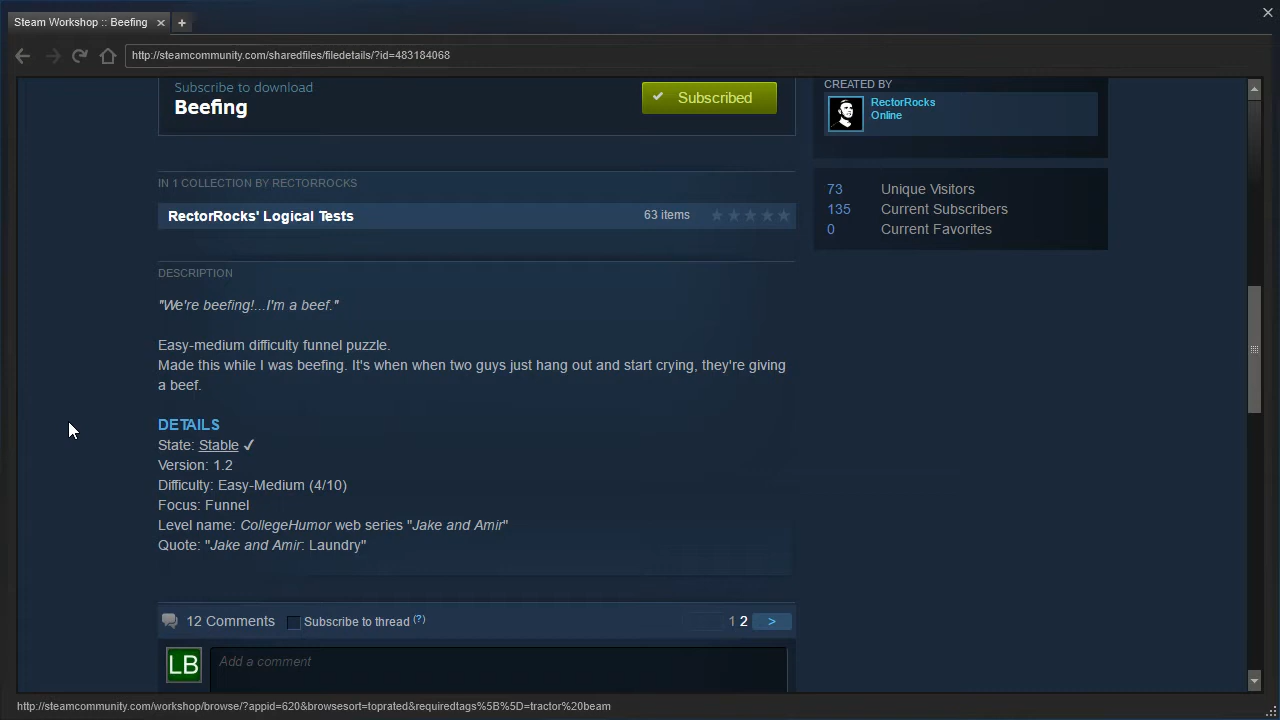 Steam Workshop :: Beefing
http://steamcommunity.com/sharedfiles/filedetails/?id=483184068
Subscribe to download
Beefing
Subscribed
CREATED BY
RectorRocks
Online
73 Unique Visitors
135 Current Subscribers
0 Current Favorites
IN 1 COLLECTION BY RECTORROCKS
RectorRocks' Logical Tests 63 items
DESCRIPTION
"We're beefing!...I'm a beef."
Easy-medium difficulty funnel puzzle.
Made this while I was beefing. It's when when two guys just hang out and start crying, they're giving
a beef.
DETAILS
State: Stable ✓
Version: 1.2
Difficulty: Easy-Medium (4/10)
Focus: Funnel
Level name: CollegeHumor web series "Jake and Amir"
Quote: "Jake and Amir: Laundry"
12 Comments Subscribe to thread (?) 1 2 >
LB Add a comment
http://steamcommunity.com/workshop/browse/?appid=620&browsesort=toprated&requiredtags%5B%5D=tractor%20beam